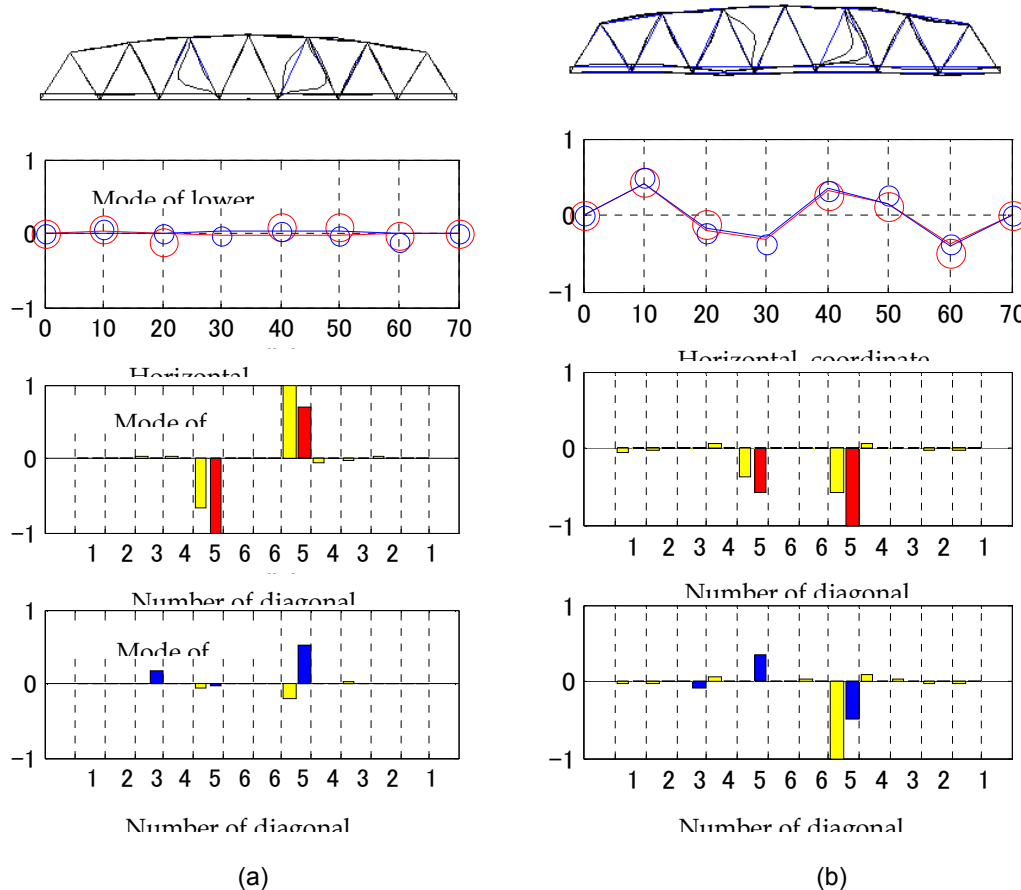 1
Mode of lower
0
−1
0 10 20 30 40 50 60 70
Horizontal
1
Mode of
0
−1
1 2 3 4 5 6 6 5 4 3 2 1
Number of diagonal
1
Mode of
0
−1
1 2 3 4 5 6 6 5 4 3 2 1
Number of diagonal
(a)
1
0
−1
0 10 20 30 40 50 60 70
Horizontal coordinate
1
0
−1
1 2 3 4 5 6 6 5 4 3 2 1
Number of diagonal
1
0
−1
1 2 3 4 5 6 6 5 4 3 2 1
Number of diagonal
(b)